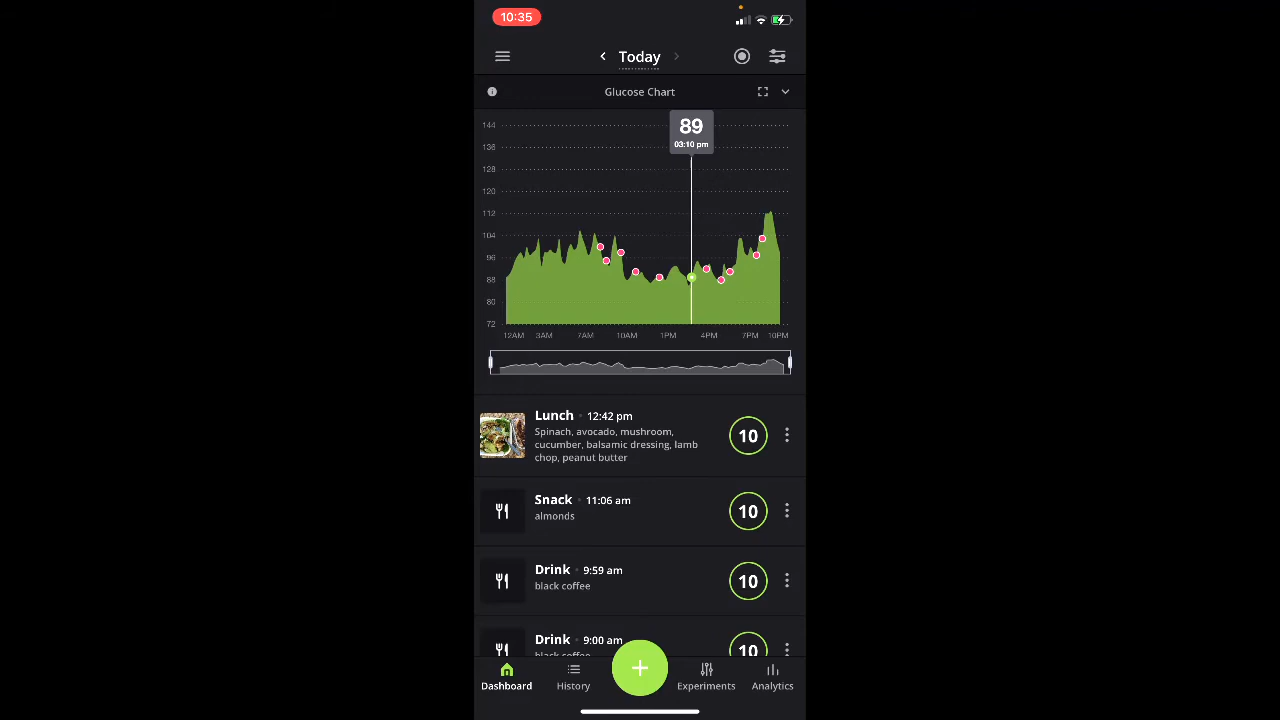 10:35
Today
Glucose Chart
89
03:10 pm
144
136
128
120
112
104
96
88
80
72
12AM 3AM 7AM 10AM 1PM 4PM 7PM 10PM
Lunch • 12:42 pm
Spinach, avocado, mushroom,
cucumber, balsamic dressing, lamb
chop, peanut butter
10
Snack • 11:06 am
almonds
10
Drink • 9:59 am
black coffee
10
Drink • 9:00 am
black coffee
10
Dashboard History Experiments Analytics